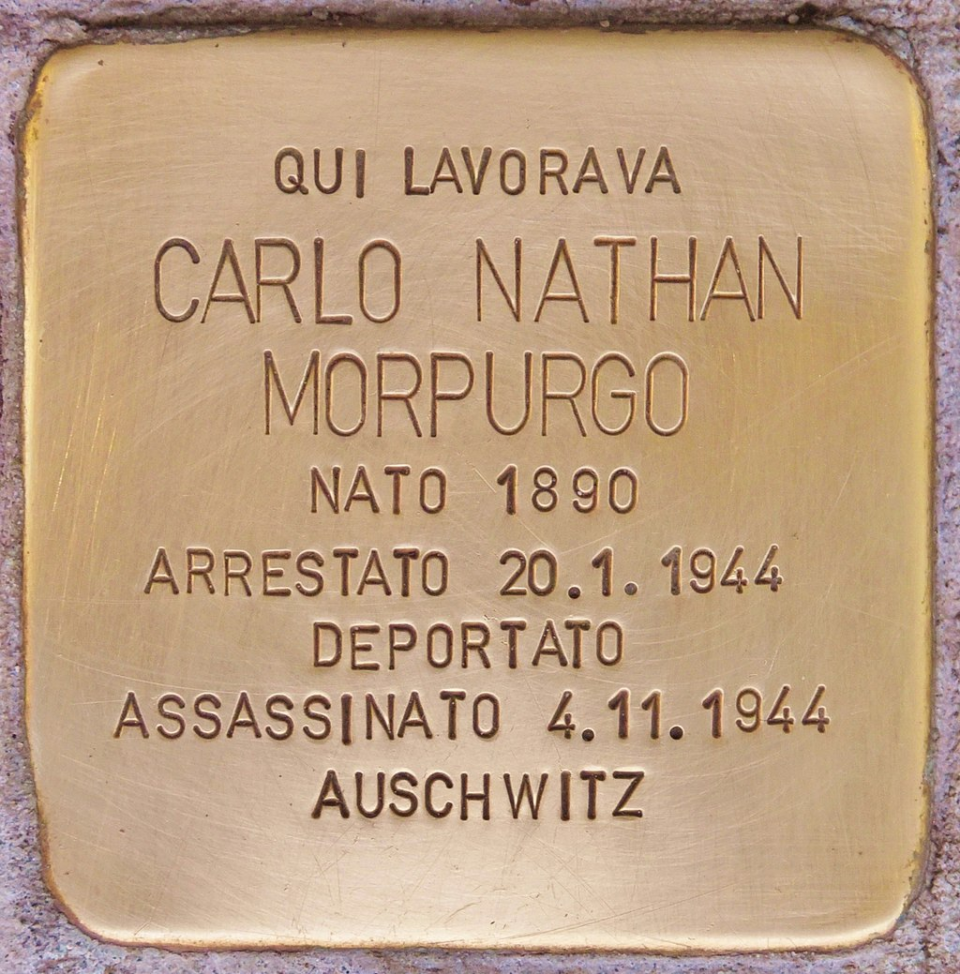 QUI LAVORAVA
CARLO NATHAN
MORPURGO
NATO 1890
ARRESTATO 20.1.1944
DEPORTATO
ASSASSINATO 4.11.1944
AUSCHWITZ